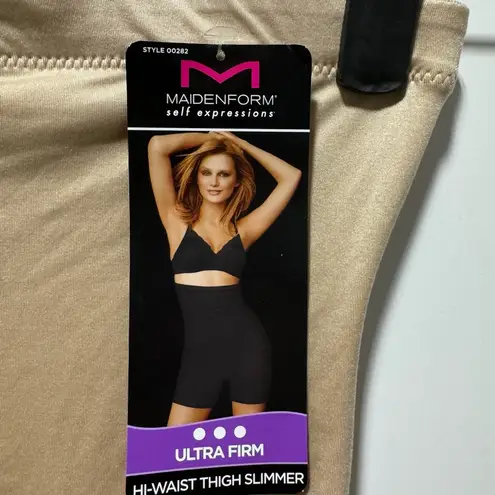 STYLE 00282
MAIDENFORM®
self expressions®
ULTRA FIRM
HI-WAIST THIGH SLIMMER